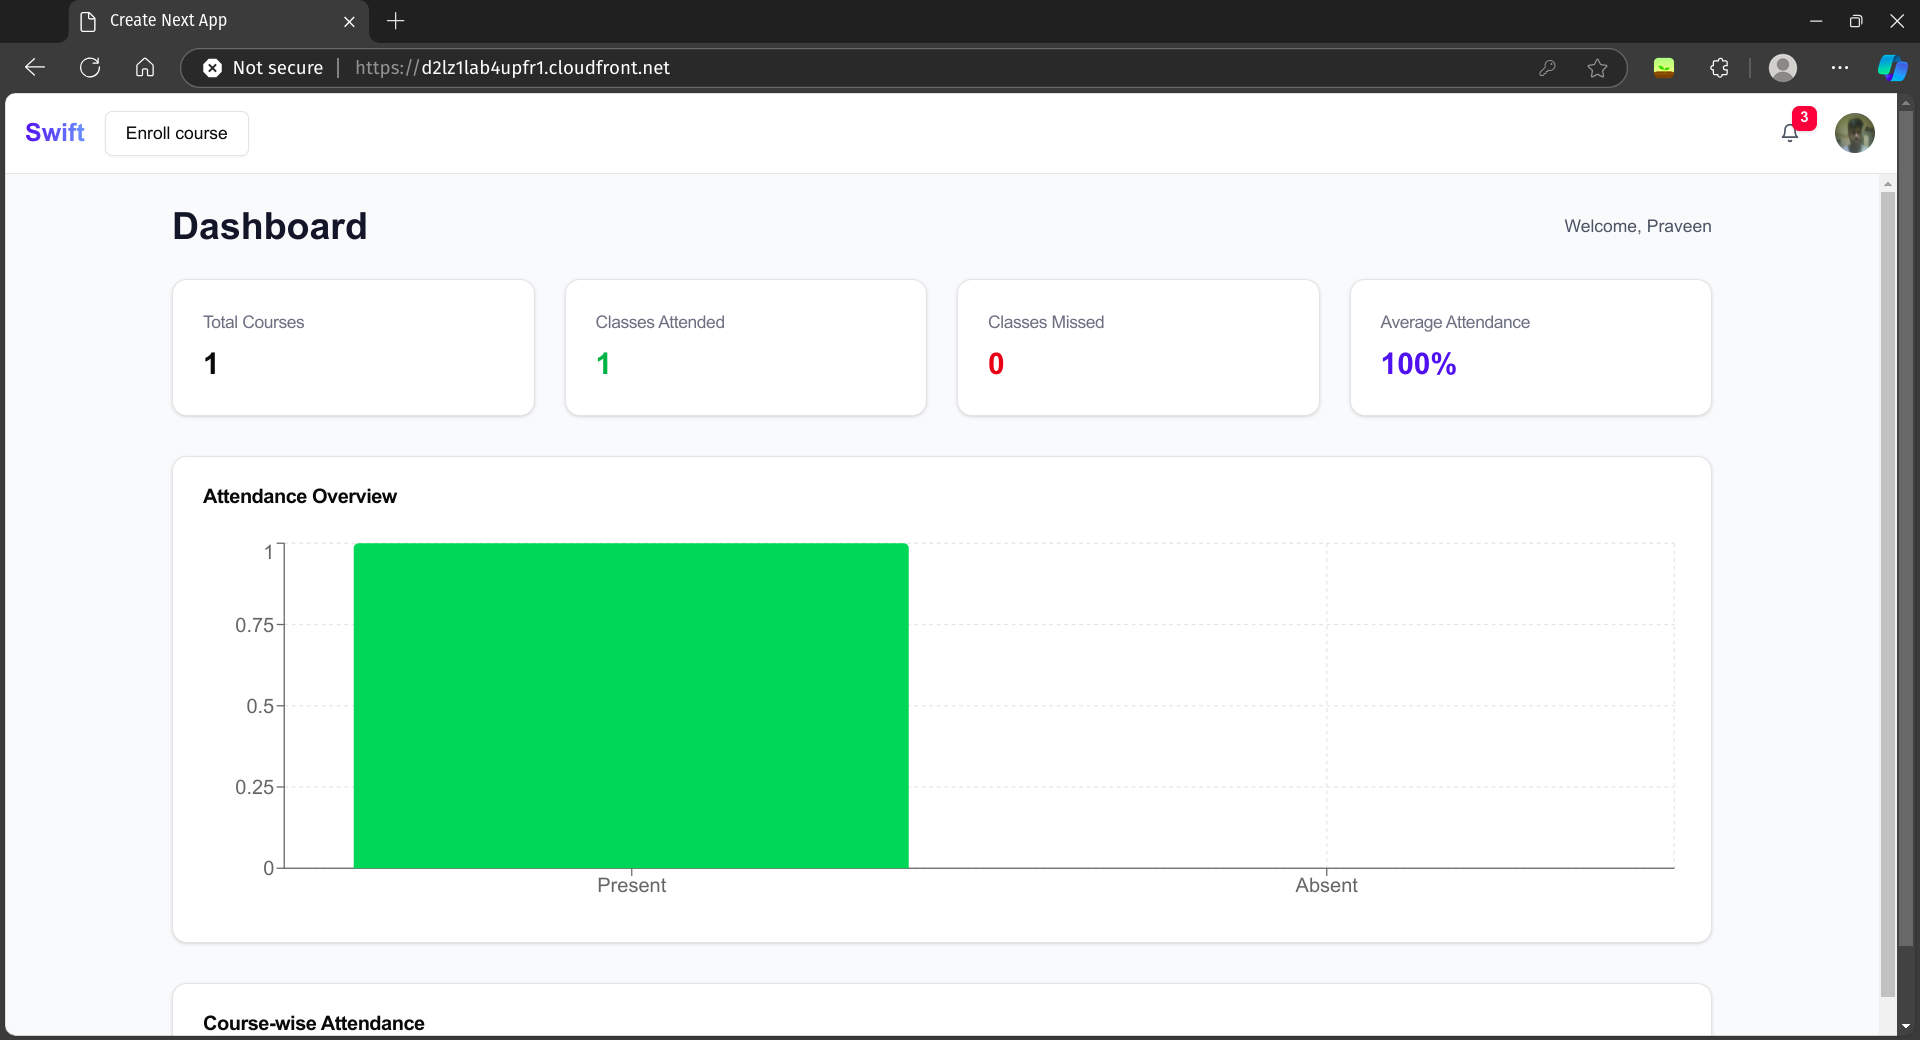 Create Next App
Not secure | https://d2lz1lab4upfr1.cloudfront.net
Swift
Enroll course
3
Dashboard
Welcome, Praveen
Total Courses
1
Classes Attended
1
Classes Missed
0
Average Attendance
100%
Attendance Overview
1
0.75
0.5
0.25
0
Present
Absent
Course-wise Attendance